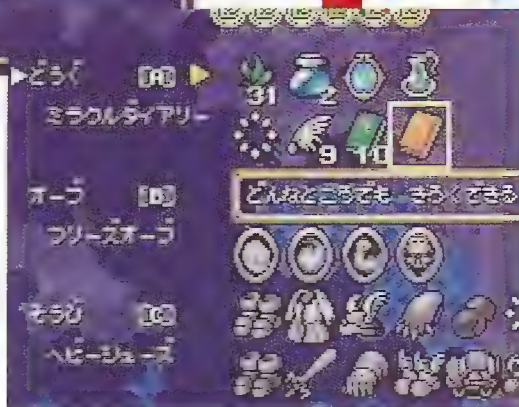 どうぐ [A]
31 2
ミラクルダイアリー
9 10
オーブ [B]
どんなところでも きろくできる
フリーズオーブ
そうび [C]
ヘビーシューズ